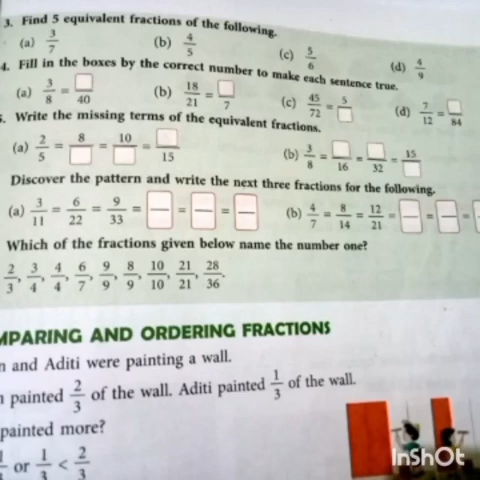 3. Find 5 equivalent fractions of the following.
(a) 3/7 (b) 4/5 (c) 5/6 (d) 4/9
4. Fill in the boxes by the correct number to make each sentence true.
(a) 3/8 = □/40 (b) 18/21 = □/7 (c) 45/72 = 5/□ (d) 7/12 = □/84
. Write the missing terms of the equivalent fractions.
(a) 2/5 = 8/□ = 10/□ = □/15 (b) 3/8 = □/16 = □/32 = 15/□
Discover the pattern and write the next three fractions for the following.
(a) 3/11 = 6/22 = 9/33 = □ = □ = □ (b) 4/7 = 8/14 = 12/21 = □ = □ =
Which of the fractions given below name the number one?
2/3, 3/4, 4/4, 6/7, 9/9, 8/9, 10/10, 21/21, 28/36.
MPARING AND ORDERING FRACTIONS
n and Aditi were painting a wall.
n painted 2/3 of the wall. Aditi painted 1/3 of the wall.
painted more?
or 1/3 < 2/3
InShOt